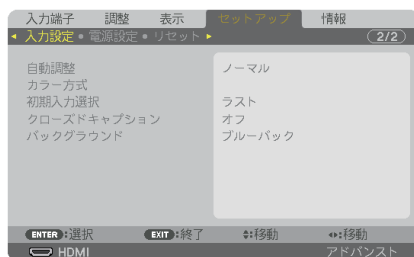 入力端子 調整 表示 セットアップ 情報
入力設定 ● 電源設定 ● リセット
2/2
自動調整 ノーマル
カラー方式
初期入力選択 ラスト
クローズドキャプション オフ
バックグラウンド ブルーバック
ENTER :選択 EXIT :終了 :移動 :移動
HDMI アドバンスト